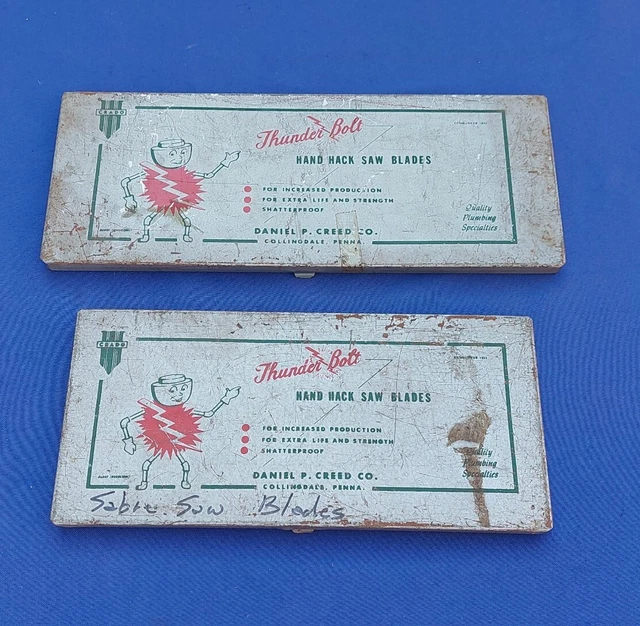 CRADO
Thunder Bolt
HAND HACK SAW BLADES
FOR INCREASED PRODUCTION
FOR EXTRA LIFE AND STRENGTH
SHATTERPROOF
DANIEL P. CREED CO.
COLLINGDALE, PENNA.
Quality
Plumbing
Specialties
CRADO
Thunder Bolt
HAND HACK SAW BLADES
FOR INCREASED PRODUCTION
FOR EXTRA LIFE AND STRENGTH
SHATTERPROOF
DANIEL P. CREED CO.
COLLINGDALE, PENNA.
Quality
Plumbing
Specialties
Sabre Saw Blades